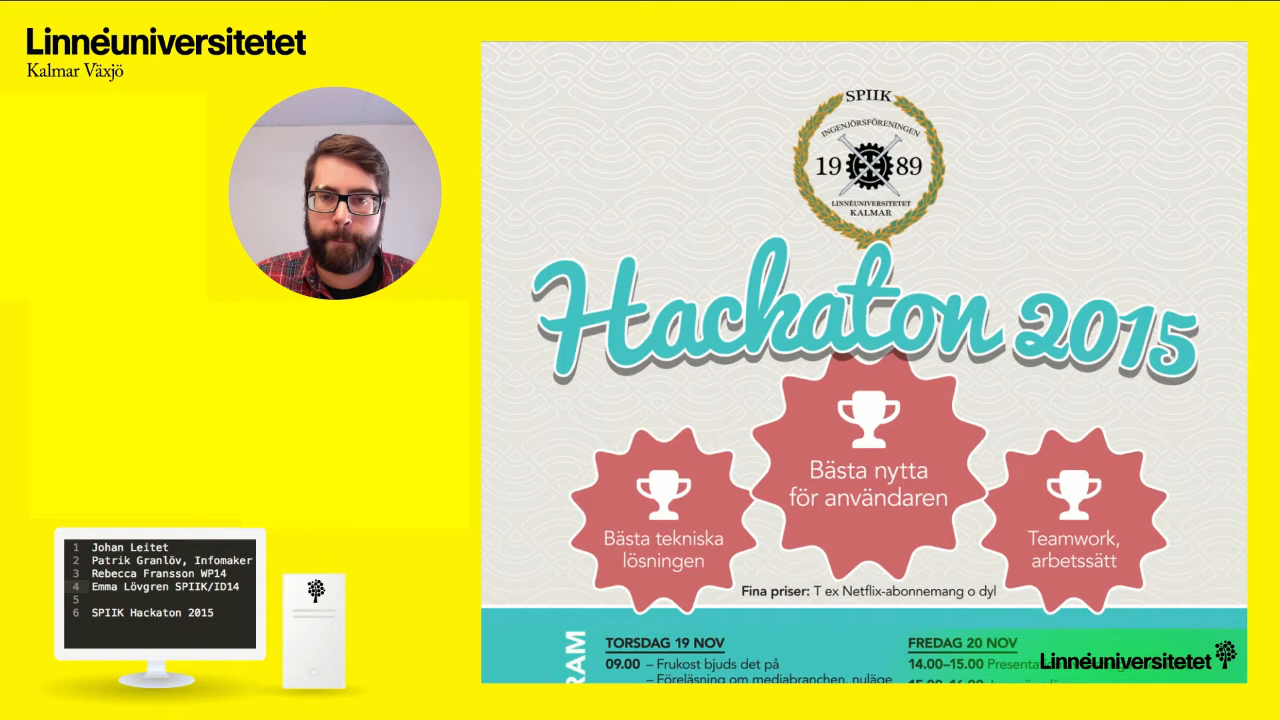 Linnéuniversitetet
Kalmar Växjö
SPIIK
INGENJÖRSFÖRENINGEN
19 89
LINNÉUNIVERSITETET
KALMAR
Hackaton 2015
Bästa nytta
för användaren
Bästa tekniska
lösningen
Teamwork,
arbetssätt
Fina priser: T ex Netflix-abonnemang o dyl
1 Johan Leitet
2 Patrik Granlöv, Infomaker
3 Rebecca Fransson WP14
4 Emma Lövgren SPIIK/ID14
5
6 SPIIK Hackaton 2015
TORSDAG 19 NOV
09.00 – Frukost bjuds det på
– Föreläsning om mediabranchen, nuläge
FREDAG 20 NOV
14.00–15.00
Linnéuniversitetet